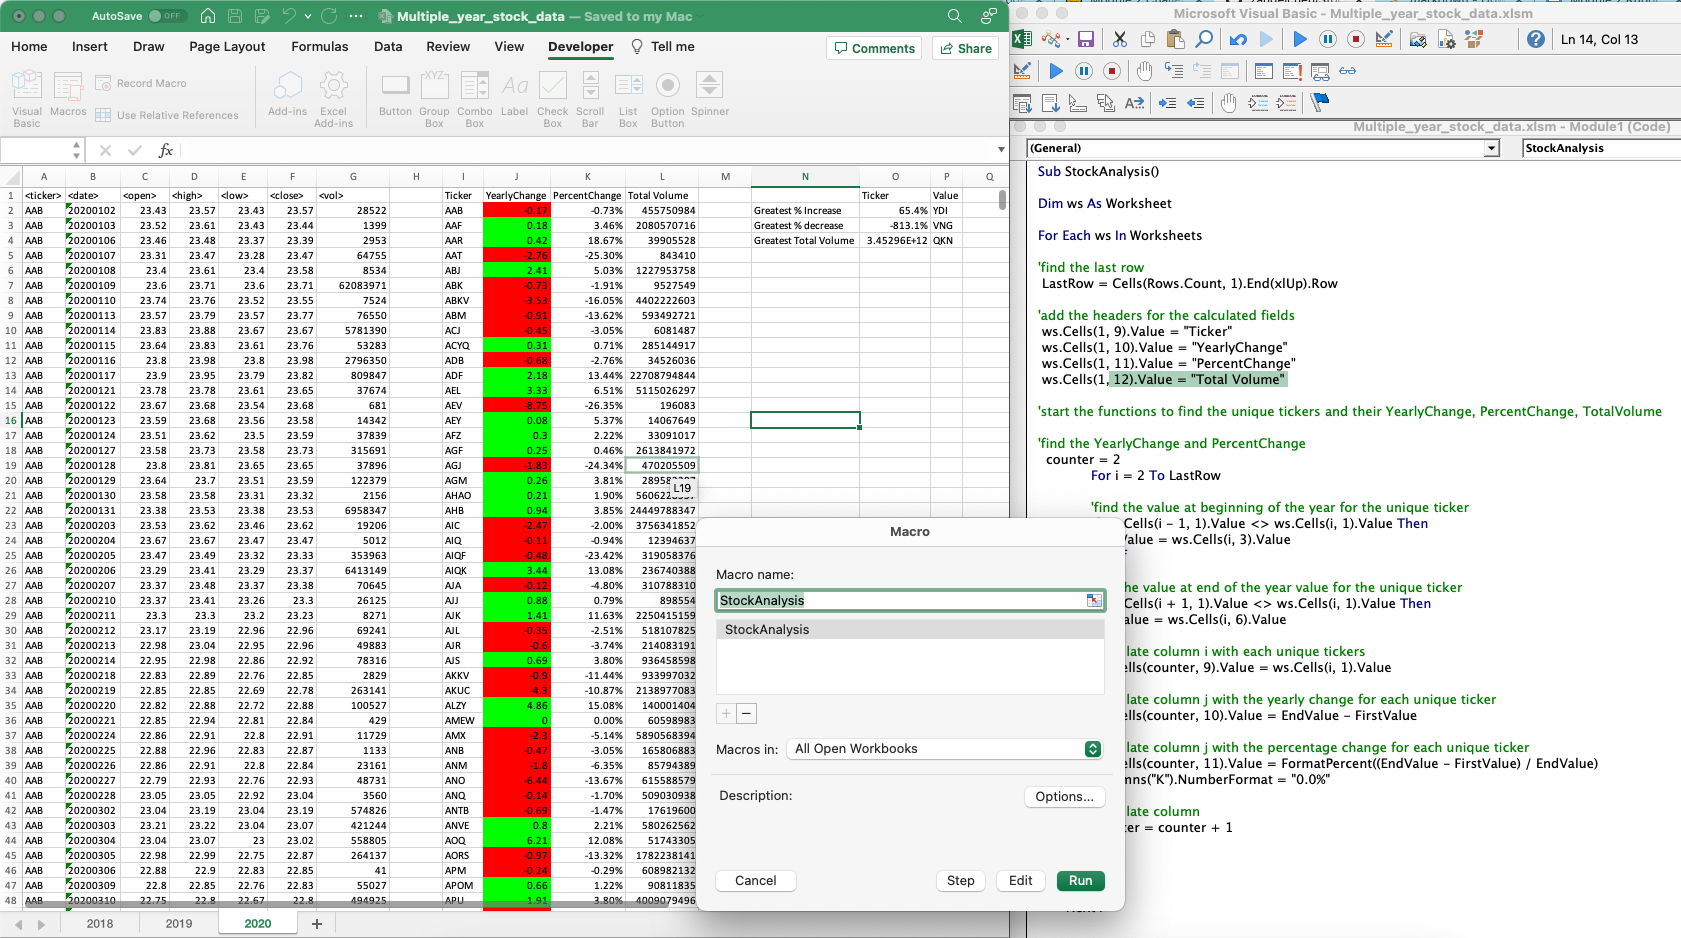 AutoSave OFF
Multiple_year_stock_data — Saved to my Mac
Microsoft Visual Basic - Multiple_year_stock_data.xlsm
Home Insert Draw Page Layout Formulas Data Review View Developer Tell me Comments Share
Ln 14, Col 13
Visual Basic
Macros
Record Macro
Use Relative References
Add-ins
Excel Add-ins
Button
Group Box
Combo Box
Label
Check Box
Scroll Bar
List Box
Option Button
Spinner
fx
A B C D E F G H I J K L M N O P Q
1 <ticker> <date> <open> <high> <low> <close> <vol> Ticker YearlyChange PercentChange Total Volume Ticker Value
2 AAB 20200102 23.43 23.57 23.43 23.57 28522 AAB -0.17 -0.73% 455750984 Greatest % Increase 65.4% YDI
3 AAB 20200103 23.52 23.61 23.43 23.44 1399 AAF 0.18 3.46% 2080570716 Greatest % decrease -813.1% VNG
4 AAB 20200106 23.46 23.48 23.37 23.39 2953 AAR 0.42 18.67% 39905528 Greatest Total Volume 3.45296E+12 QKN
5 AAB 20200107 23.31 23.47 23.28 23.47 64755 AAT -2.76 -25.30% 843410
6 AAB 20200108 23.4 23.61 23.4 23.58 8534 ABJ 2.41 5.03% 1227953758
7 AAB 20200109 23.6 23.71 23.6 23.71 62083971 ABK -0.73 -1.91% 9527549
8 AAB 20200110 23.74 23.76 23.52 23.55 7524 ABKV -3.53 -16.05% 4402222603
9 AAB 20200113 23.57 23.79 23.57 23.77 76550 ABM -0.91 -13.62% 593492721
10 AAB 20200114 23.83 23.88 23.67 23.67 5781390 ACJ -0.45 -3.05% 6081487
11 AAB 20200115 23.64 23.83 23.61 23.76 53283 ACYQ 0.31 0.71% 285144917
12 AAB 20200116 23.8 23.98 23.8 23.98 2796350 ADB -0.68 -2.76% 34526036
13 AAB 20200117 23.9 23.95 23.79 23.82 809847 ADF 2.18 13.44% 22708794844
14 AAB 20200121 23.78 23.78 23.61 23.65 37674 AEL 3.33 6.51% 5115026297
15 AAB 20200122 23.67 23.68 23.54 23.68 681 AEV -8.75 -26.35% 196083
16 AAB 20200123 23.59 23.68 23.56 23.58 14342 AEY 0.08 5.37% 14067649
17 AAB 20200124 23.51 23.62 23.5 23.59 37839 AFZ 0.3 2.22% 33091017
18 AAB 20200127 23.58 23.73 23.58 23.73 315691 AGF 0.25 0.46% 2613841972
19 AAB 20200128 23.8 23.81 23.65 23.65 37896 AGJ -1.83 -24.34% 470205509
20 AAB 20200129 23.64 23.7 23.51 23.59 122379 AGM 0.26 3.81%
L19
21 AAB 20200130 23.58 23.58 23.31 23.32 2156 AHAO 0.21 1.90%
22 AAB 20200131 23.38 23.53 23.38 23.53 6958347 AHB 0.94 3.85% 24449788347
23 AAB 20200203 23.53 23.62 23.46 23.62 19206 AIC -2.47 -2.00% 3756341852
24 AAB 20200204 23.67 23.67 23.47 23.47 5012 AIQ -0.11 -0.94% 12394637
25 AAB 20200205 23.47 23.49 23.32 23.33 353963 AIQF -0.48 -23.42% 319058376
26 AAB 20200206 23.29 23.41 23.29 23.37 6413149 AIQK 3.44 13.08% 236740388
27 AAB 20200207 23.37 23.48 23.37 23.38 70645 AJA -0.12 -4.80% 310788310
28 AAB 20200210 23.37 23.41 23.26 23.3 26125 AJJ 0.88 0.79% 898554
29 AAB 20200211 23.3 23.3 23.2 23.23 8271 AJK 1.41 11.63% 2250415159
30 AAB 20200212 23.17 23.19 22.96 22.96 69241 AJL -0.35 -2.51% 518107825
31 AAB 20200213 22.98 23.04 22.95 22.96 49883 AJR -0.6 -3.74% 214083191
32 AAB 20200214 22.95 22.98 22.86 22.92 78316 AJS 0.69 3.80% 936458598
33 AAB 20200218 22.83 22.89 22.76 22.85 2829 AKKV -0.9 -11.44% 933997032
34 AAB 20200219 22.85 22.85 22.69 22.78 263141 AKUC -4.3 -10.87% 2138977083
35 AAB 20200220 22.82 22.88 22.72 22.88 100527 ALZY 4.86 15.08% 140001404
36 AAB 20200221 22.85 22.94 22.81 22.84 429 AMEW 0 0.00% 60598983
37 AAB 20200224 22.86 22.91 22.8 22.91 11729 AMX -2.3 -5.14% 5890568394
38 AAB 20200225 22.88 22.96 22.83 22.87 1133 ANB -0.47 -3.05% 165806883
39 AAB 20200226 22.86 22.91 22.8 22.84 23161 ANM -1.8 -6.35% 85794389
40 AAB 20200227 22.79 22.93 22.76 22.93 48731 ANO -6.44 -13.67% 615588579
41 AAB 20200228 23.05 23.05 22.92 23.04 3560 ANQ -0.14 -1.70% 509030938
42 AAB 20200302 23.04 23.19 23.04 23.19 574826 ANTB -0.69 -1.47% 17619600
43 AAB 20200303 23.21 23.22 23.04 23.07 421244 ANVE 0.8 2.21% 580262562
44 AAB 20200304 23.04 23.07 23 23.02 558805 AOQ 6.21 12.08% 51743305
45 AAB 20200305 22.98 22.99 22.75 22.87 264137 AORS -0.97 -13.32% 1782238141
46 AAB 20200306 22.88 22.9 22.83 22.85 41 APM -0.24 -0.29% 608982132
47 AAB 20200309 22.8 22.85 22.76 22.83 55027 APOM 0.66 1.22% 90811835
48 AAB 20200310 22.75 22.8 22.67 22.8 494925 APU 1.91 3.80% 4009079496
2018 2019 2020 +
Macro
Macro name:
StockAnalysis
StockAnalysis
+ −
Macros in: All Open Workbooks
Description:
Options...
Cancel Step Edit Run
Multiple_year_stock_data.xlsm - Module1 (Code)
(General) StockAnalysis
Sub StockAnalysis()
Dim ws As Worksheet
For Each ws In Worksheets
'find the last row
LastRow = Cells(Rows.Count, 1).End(xlUp).Row
'add the headers for the calculated fields
ws.Cells(1, 9).Value = "Ticker"
ws.Cells(1, 10).Value = "YearlyChange"
ws.Cells(1, 11).Value = "PercentChange"
ws.Cells(1, 12).Value = "Total Volume"
'start the functions to find the unique tickers and their YearlyChange, PercentChange, TotalVolume
'find the YearlyChange and PercentChange
counter = 2
For i = 2 To LastRow
'find the value at beginning of the year for the unique ticker
Cells(i - 1, 1).Value <> ws.Cells(i, 1).Value Then
alue = ws.Cells(i, 3).Value
he value at end of the year value for the unique ticker
Cells(i + 1, 1).Value <> ws.Cells(i, 1).Value Then
alue = ws.Cells(i, 6).Value
late column i with each unique tickers
ells(counter, 9).Value = ws.Cells(i, 1).Value
late column j with the yearly change for each unique ticker
ells(counter, 10).Value = EndValue - FirstValue
late column j with the percentage change for each unique ticker
ells(counter, 11).Value = FormatPercent((EndValue - FirstValue) / EndValue)
nns("K").NumberFormat = "0.0%"
late column
er = counter + 1